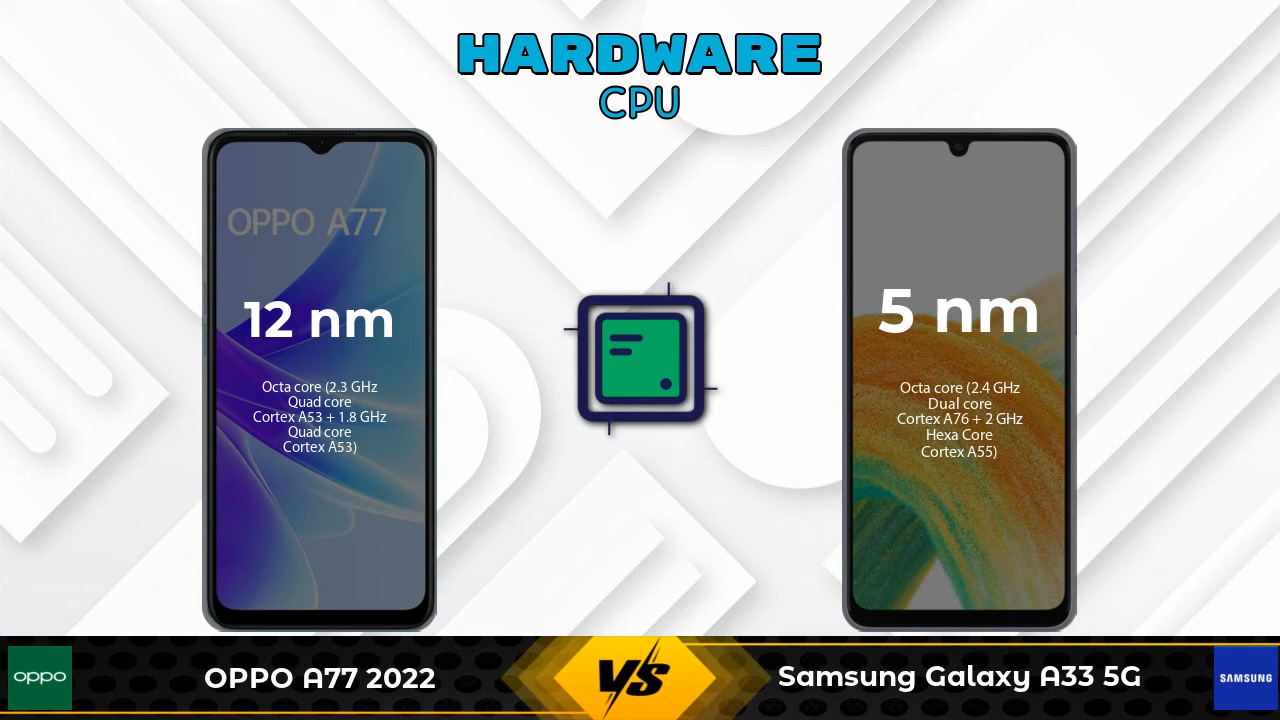 HARDWARE
CPU
OPPO A77
12 nm
Octa core (2.3 GHz
Quad core
Cortex A53 + 1.8 GHz
Quad core
Cortex A53)
5 nm
Octa core (2.4 GHz
Dual core
Cortex A76 + 2 GHz
Hexa Core
Cortex A55)
oppo
OPPO A77 2022
VS
Samsung Galaxy A33 5G
SAMSUNG